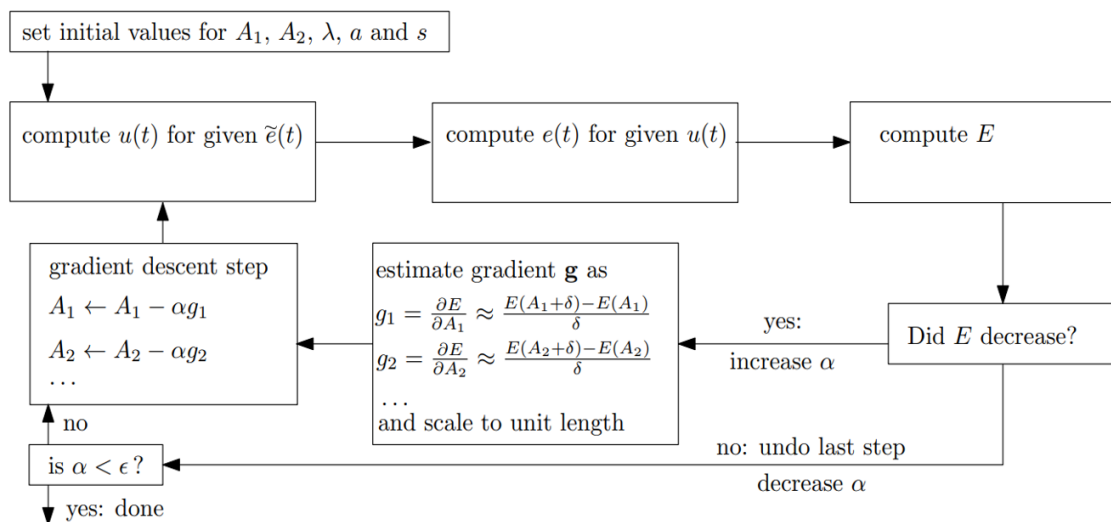 set initial values for A₁, A₂, λ, a and s
compute u(t) for given ẽ(t)
compute e(t) for given u(t)
compute E
Did E decrease?
yes:
increase α
estimate gradient g as
g₁ = ∂E/∂A₁ ≈ (E(A₁+δ)−E(A₁))/δ
g₂ = ∂E/∂A₂ ≈ (E(A₂+δ)−E(A₂))/δ
...
and scale to unit length
gradient descent step
A₁ ← A₁ − αg₁
A₂ ← A₂ − αg₂
...
no: undo last step
decrease α
is α < ϵ?
no
yes: done